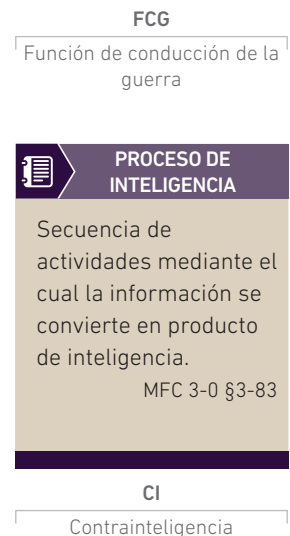 FCG
Función de conducción de la
guerra
PROCESO DE
INTELIGENCIA
Secuencia de
actividades mediante el
cual la información se
convierte en producto
de inteligencia.
MFC 3-0 §3-83
CI
Contrainteligencia